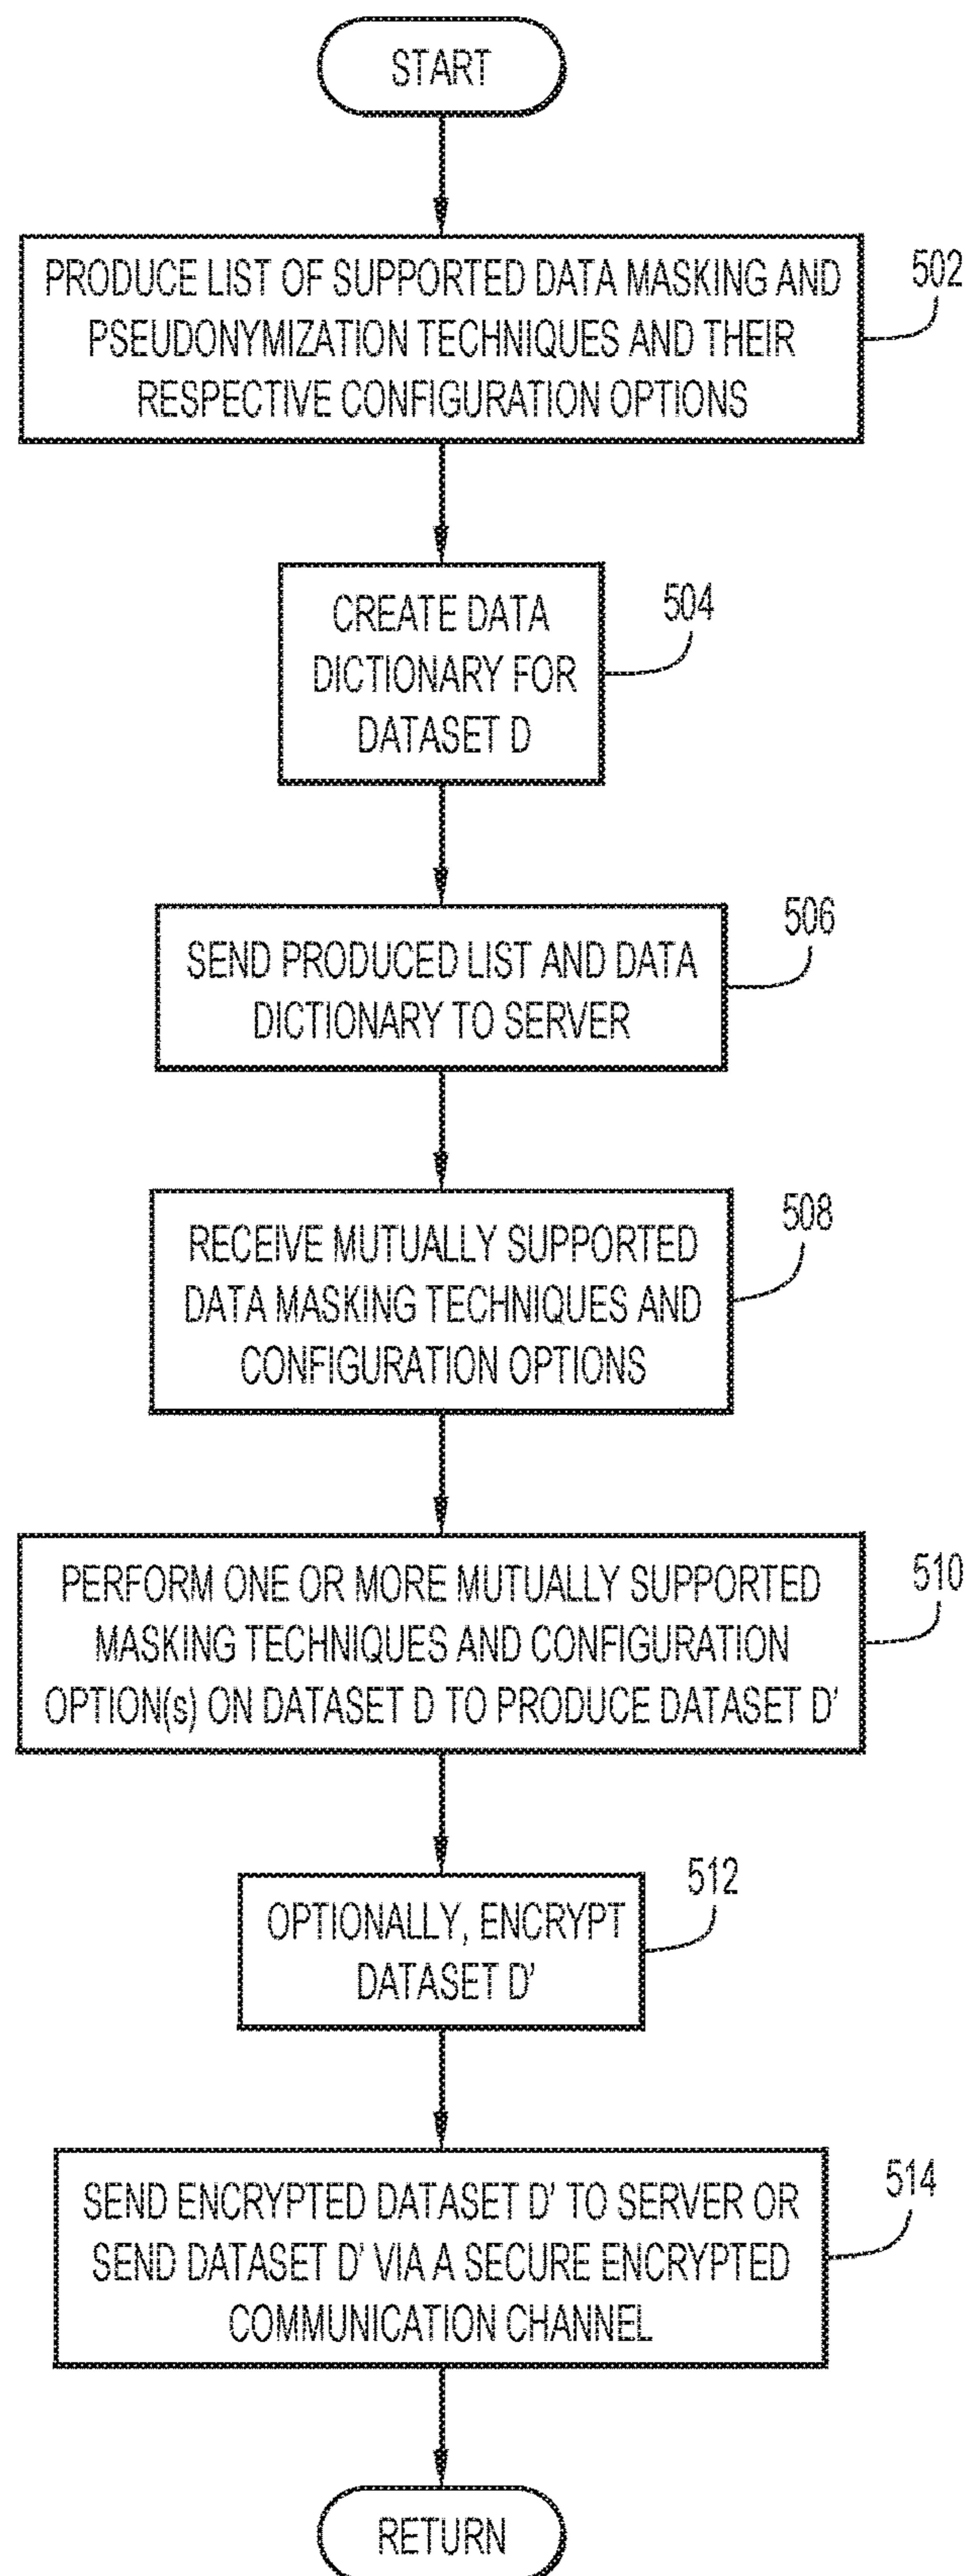 START
PRODUCE LIST OF SUPPORTED DATA MASKING AND
PSEUDONYMIZATION TECHNIQUES AND THEIR
RESPECTIVE CONFIGURATION OPTIONS
502
CREATE DATA
DICTIONARY FOR
DATASET D
504
SEND PRODUCED LIST AND DATA
DICTIONARY TO SERVER
506
RECEIVE MUTUALLY SUPPORTED
DATA MASKING TECHNIQUES AND
CONFIGURATION OPTIONS
508
PERFORM ONE OR MORE MUTUALLY SUPPORTED
MASKING TECHNIQUES AND CONFIGURATION
OPTION(s) ON DATASET D TO PRODUCE DATASET D'
510
OPTIONALLY, ENCRYPT
DATASET D'
512
SEND ENCRYPTED DATASET D' TO SERVER OR
SEND DATASET D' VIA A SECURE ENCRYPTED
COMMUNICATION CHANNEL
514
RETURN